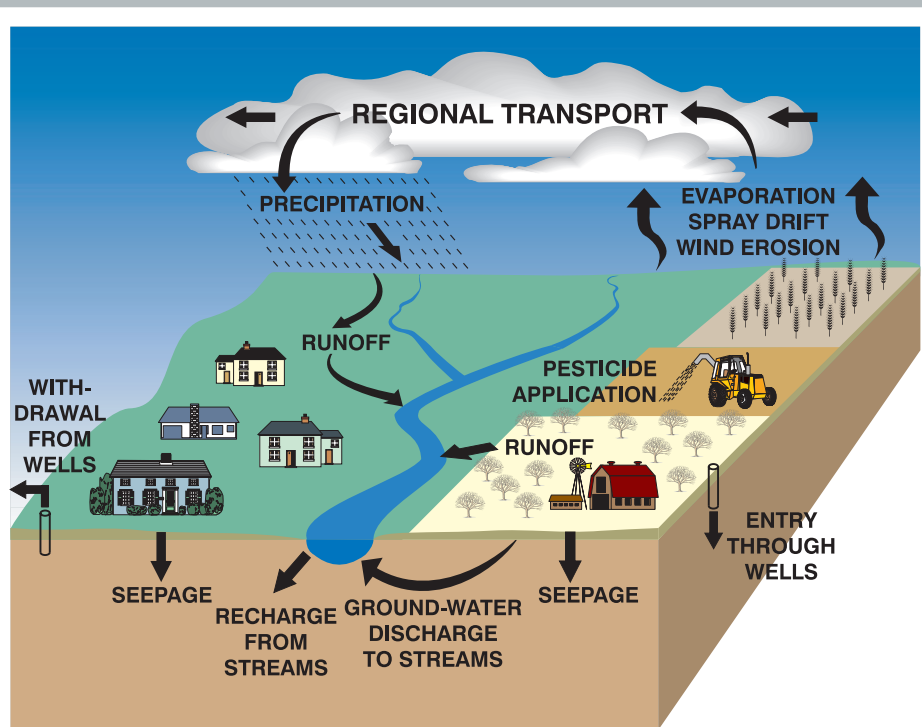 REGIONAL TRANSPORT
PRECIPITATION
EVAPORATION
SPRAY DRIFT
WIND EROSION
RUNOFF
PESTICIDE
APPLICATION
WITH-
DRAWAL
FROM
WELLS
RUNOFF
ENTRY
THROUGH
WELLS
SEEPAGE
RECHARGE
FROM
STREAMS
GROUND-WATER
DISCHARGE
TO STREAMS
SEEPAGE